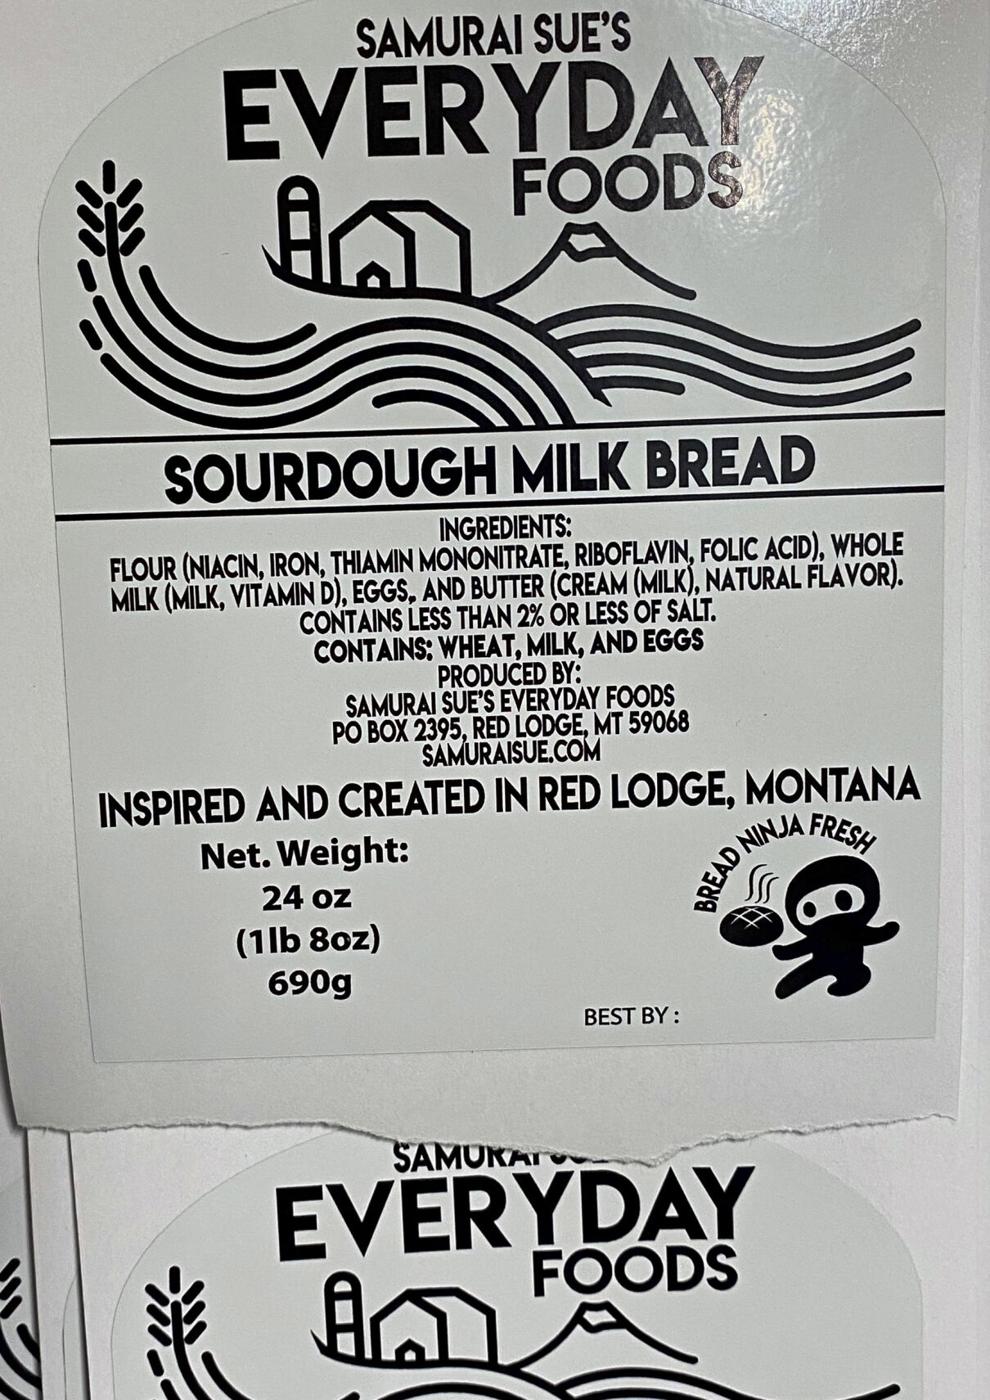 SAMURAI SUE'S
EVERYDAY
FOODS
SOURDOUGH MILK BREAD
INGREDIENTS:
FLOUR (NIACIN, IRON, THIAMIN MONONITRATE, RIBOFLAVIN, FOLIC ACID), WHOLE
MILK (MILK, VITAMIN D), EGGS,, AND BUTTER (CREAM (MILK), NATURAL FLAVOR).
CONTAINS LESS THAN 2% OR LESS OF SALT.
CONTAINS: WHEAT, MILK, AND EGGS
PRODUCED BY:
SAMURAI SUE'S EVERYDAY FOODS
PO BOX 2395, RED LODGE, MT 59068
SAMURAISUE.COM
INSPIRED AND CREATED IN RED LODGE, MONTANA
Net. Weight:
24 oz
(1lb 8oz)
690g
BREAD NINJA FRESH
BEST BY :
SAMURAI
EVERYDAY
FOODS